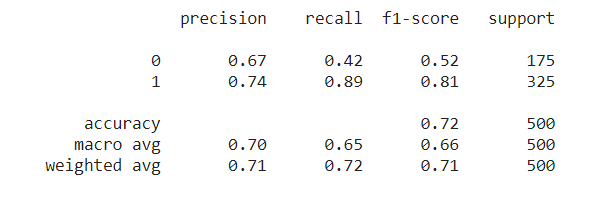 precision recall f1-score support
0 0.67 0.42 0.52 175
1 0.74 0.89 0.81 325
accuracy 0.72 500
macro avg 0.70 0.65 0.66 500
weighted avg 0.71 0.72 0.71 500